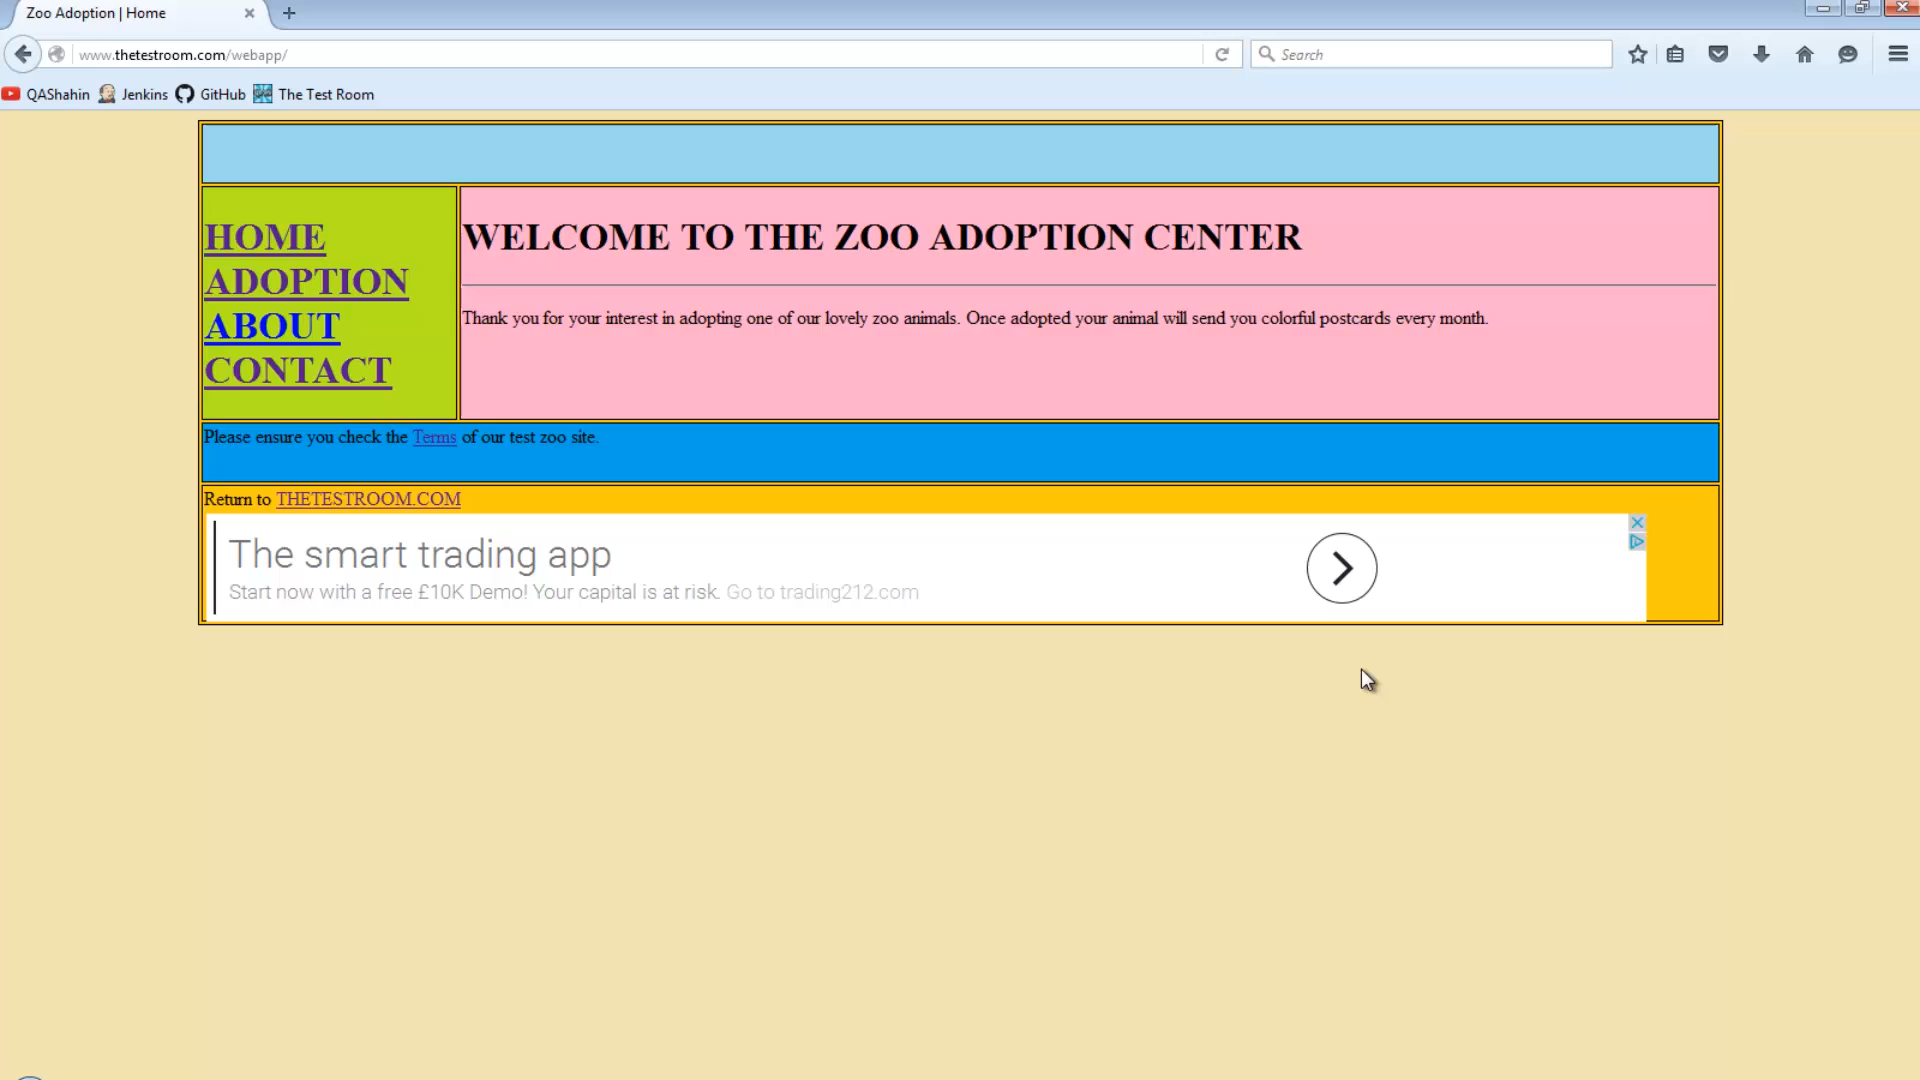 Zoo Adoption | Home
www.thetestroom.com/webapp/
Search
QAShahin Jenkins GitHub The Test Room
HOME
ADOPTION
ABOUT
CONTACT
WELCOME TO THE ZOO ADOPTION CENTER
Thank you for your interest in adopting one of our lovely zoo animals. Once adopted your animal will send you colorful postcards every month.
Please ensure you check the Terms of our test zoo site.
Return to THETESTROOM.COM
The smart trading app
Start now with a free £10K Demo! Your capital is at risk. Go to trading212.com